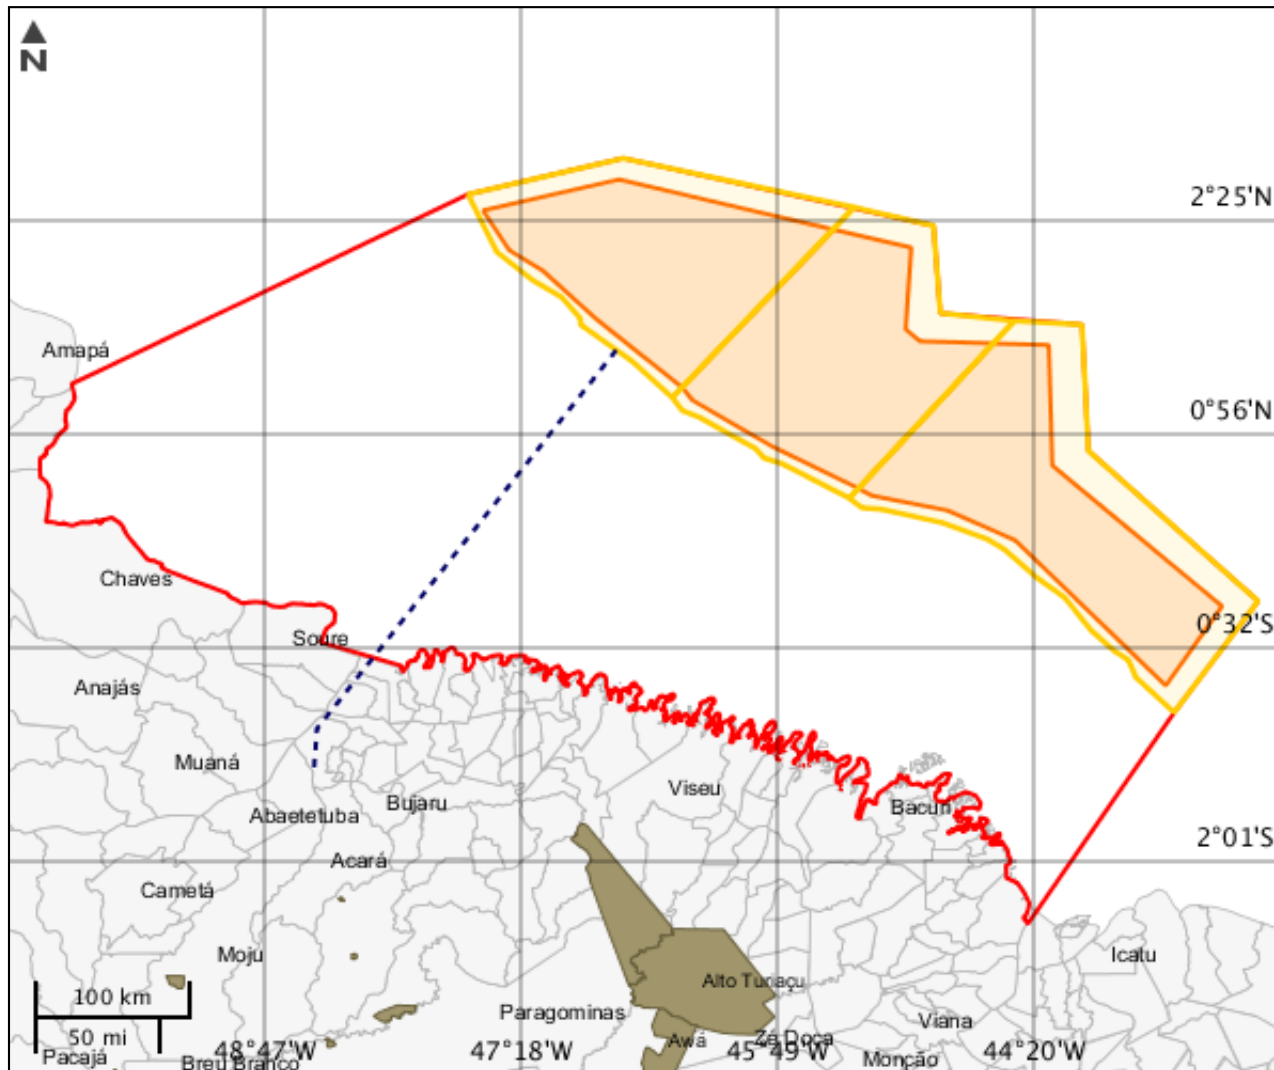 N
2°25'N
Amapá
0°56'N
Chaves
0°32'S
Soure
Anajás
Muaná
Viseu
Bujaru
Bacuri
Abaetetuba
2°01'S
Acará
Cametá
Moju
Icatu
Alto Turiaçu
100 km
Paragominas
Viana
50 mi
Awá
Zé Doca
48°47'W
47°18'W
45°49'W
44°20'W
Pacajá
Breu Branco
Monção